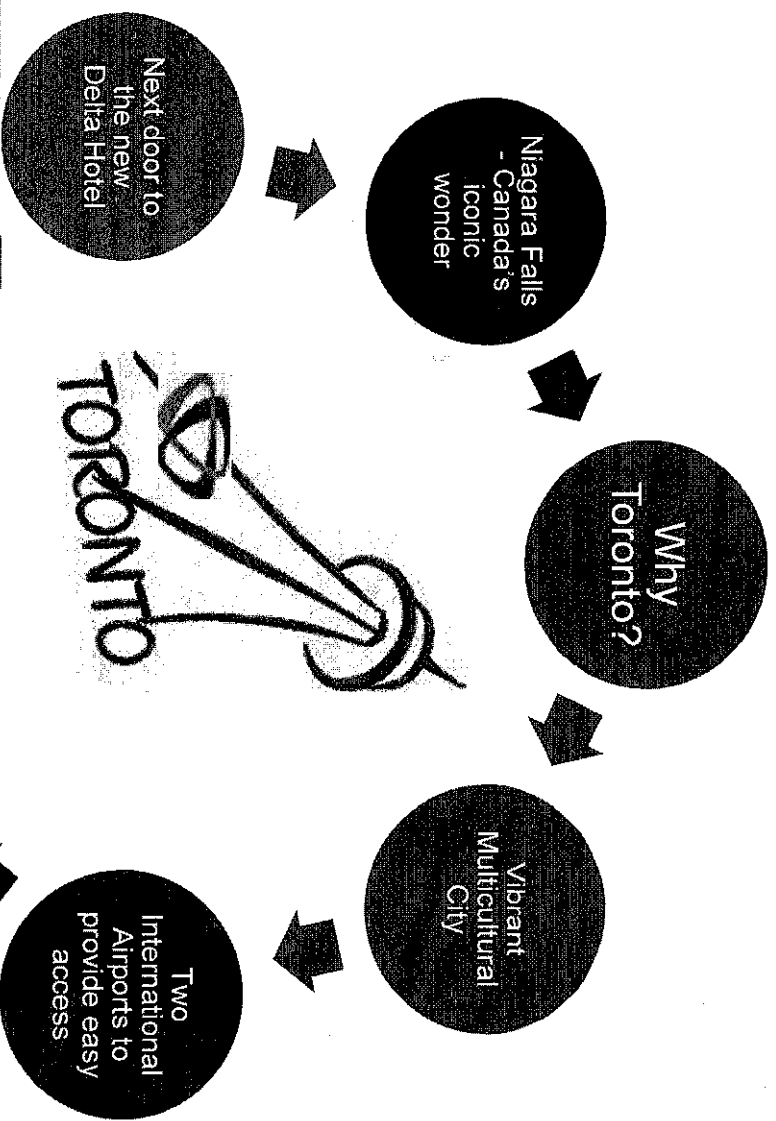 Why
Toronto?
Vibrant
Multicultural
City
Two
International
Airports to
provide easy
access
Next door to
the new
Delta Hotel
Niagara Falls
- Canada's
iconic
wonder
TORONTO